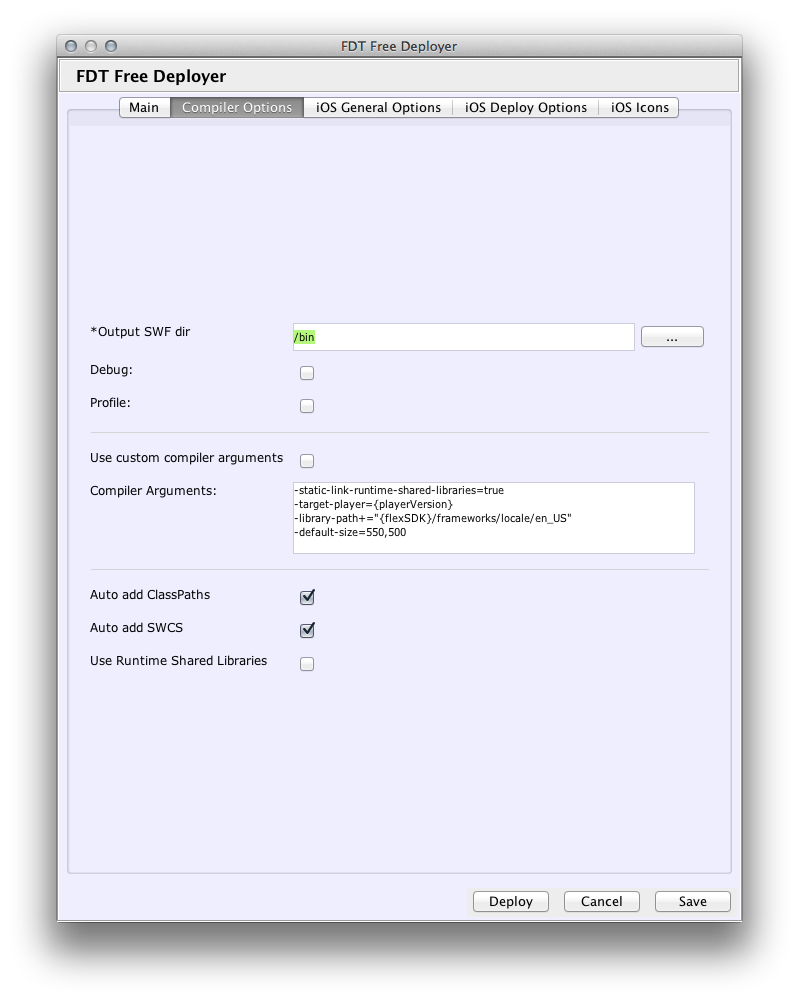 FDT Free Deployer
FDT Free Deployer
Main Compiler Options iOS General Options iOS Deploy Options iOS Icons
*Output SWF dir /bin ...
Debug:
Profile:
Use custom compiler arguments
Compiler Arguments: -static-link-runtime-shared-libraries=true
-target-player={playerVersion}
-library-path+="{flexSDK}/frameworks/locale/en_US"
-default-size=550,500
Auto add ClassPaths
Auto add SWCS
Use Runtime Shared Libraries
Deploy Cancel Save